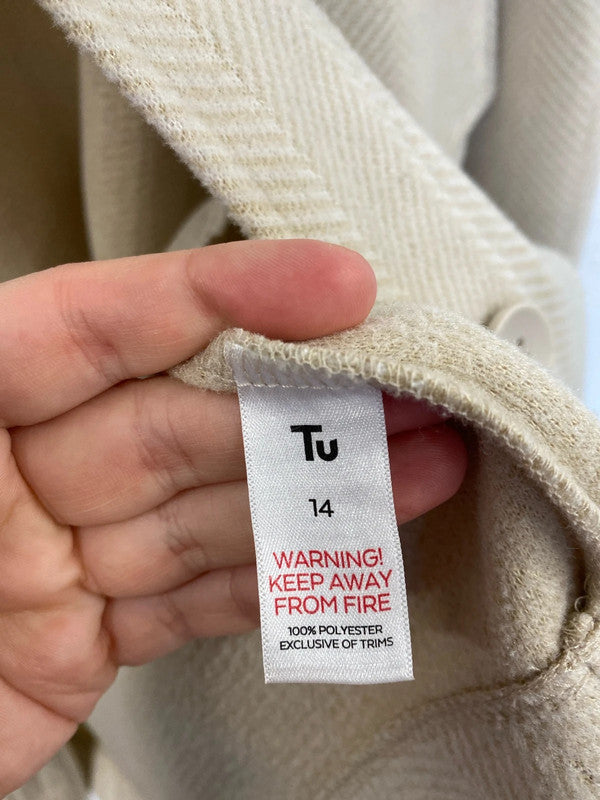 Tu
14
WARNING!
KEEP AWAY
FROM FIRE
100% POLYESTER
EXCLUSIVE OF TRIMS